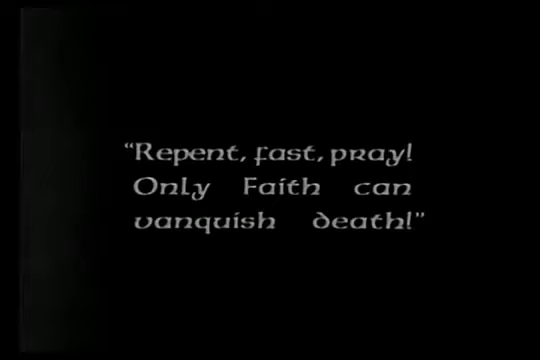 “Repent, fast, pray!
Only Faith can
vanquish death!”